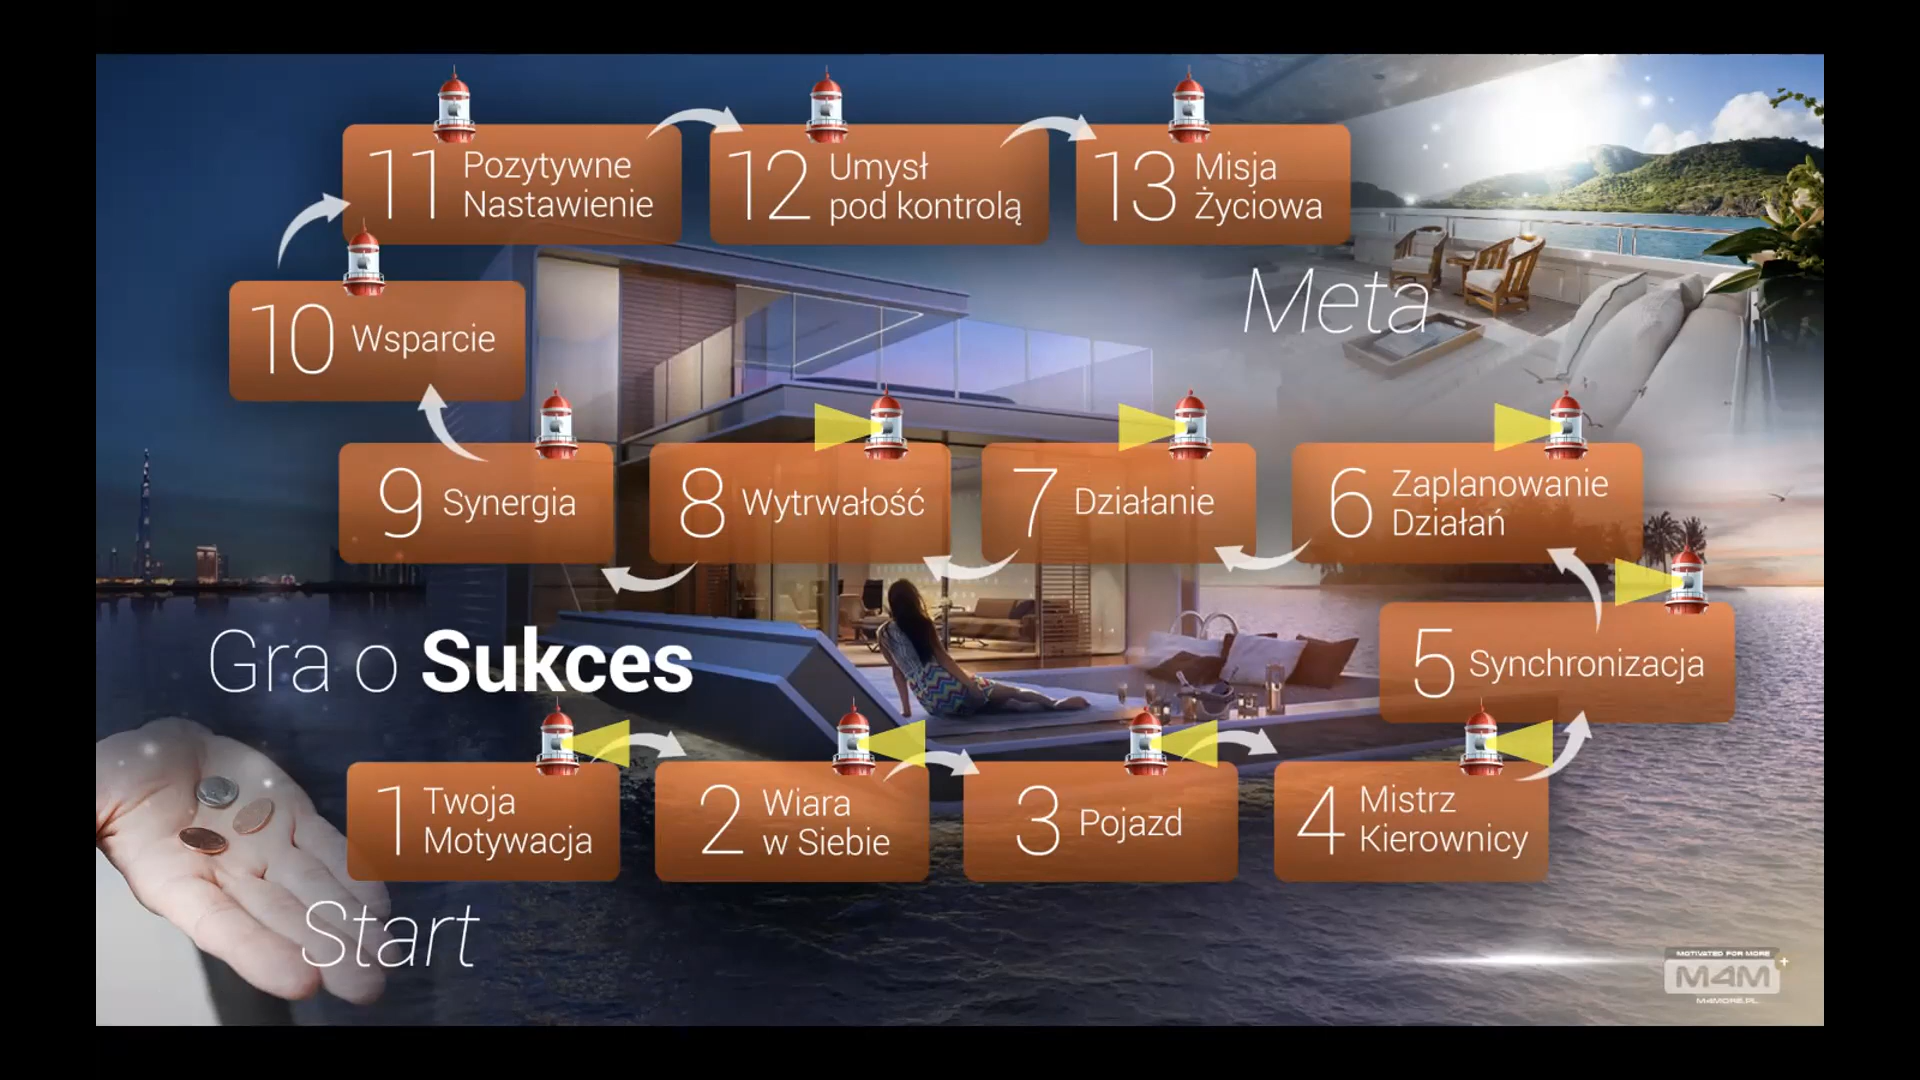 11 Pozytywne
Nastawienie
12 Umysł
pod kontrolą
13 Misja
Życiowa
10 Wsparcie
Meta
9 Synergia
8 Wytrwałość
7 Działanie
6 Zaplanowanie
Działań
5 Synchronizacja
Gra o Sukces
1 Twoja
Motywacja
2 Wiara
w Siebie
3 Pojazd
4 Mistrz
Kierownicy
Start
MOTIVATED FOR MORE
M4M+
M4MORE.PL